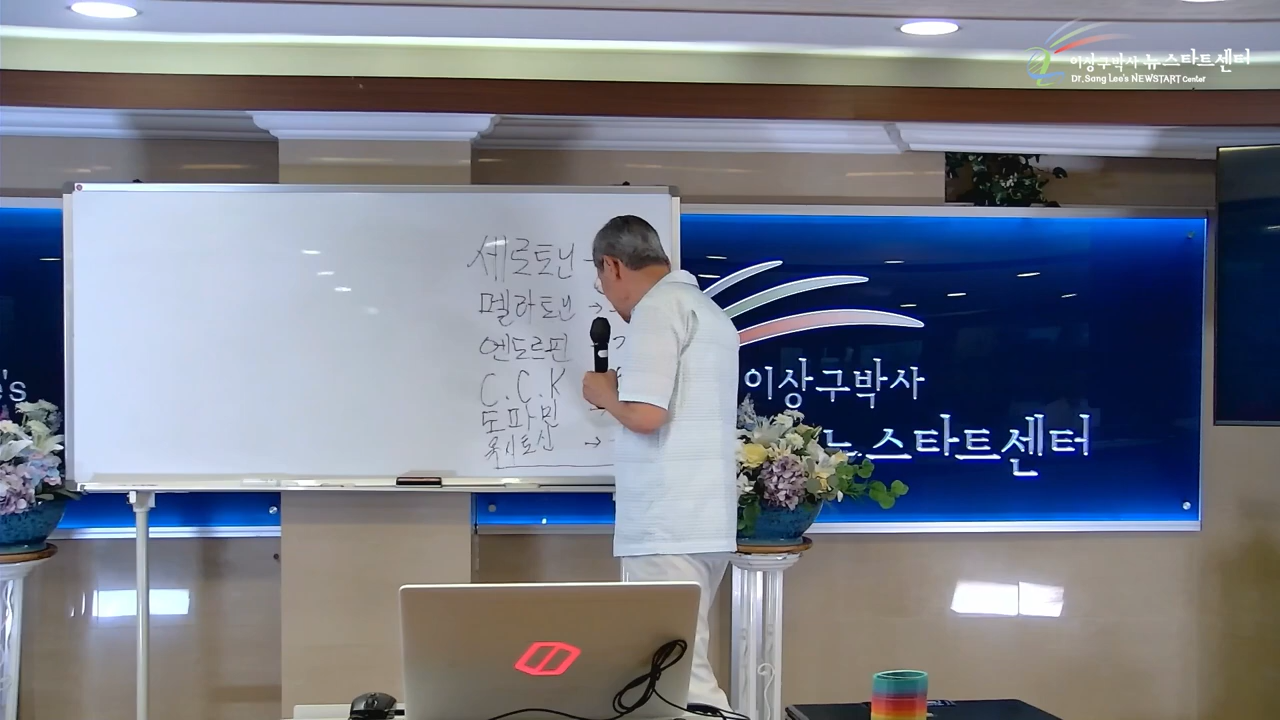 이상구박사 뉴스타트센터
Dr. Sang Lee's NEWSTART Center
세로토닌
멜라토닌 →
엔도르핀
C.C.K
도파민
옥시토신 →
's
이상구박사
뉴스타트센터